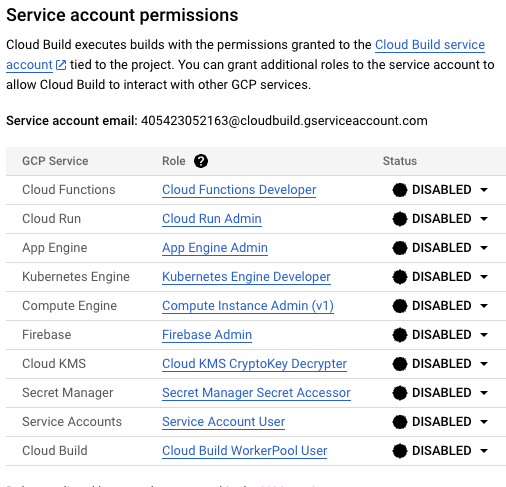 Service account permissions
Cloud Build executes builds with the permissions granted to the Cloud Build service
account tied to the project. You can grant additional roles to the service account to
allow Cloud Build to interact with other GCP services.
Service account email: 405423052163@cloudbuild.gserviceaccount.com
GCP Service Role ? Status
Cloud Functions Cloud Functions Developer DISABLED
Cloud Run Cloud Run Admin DISABLED
App Engine App Engine Admin DISABLED
Kubernetes Engine Kubernetes Engine Developer DISABLED
Compute Engine Compute Instance Admin (v1) DISABLED
Firebase Firebase Admin DISABLED
Cloud KMS Cloud KMS CryptoKey Decrypter DISABLED
Secret Manager Secret Manager Secret Accessor DISABLED
Service Accounts Service Account User DISABLED
Cloud Build Cloud Build WorkerPool User DISABLED